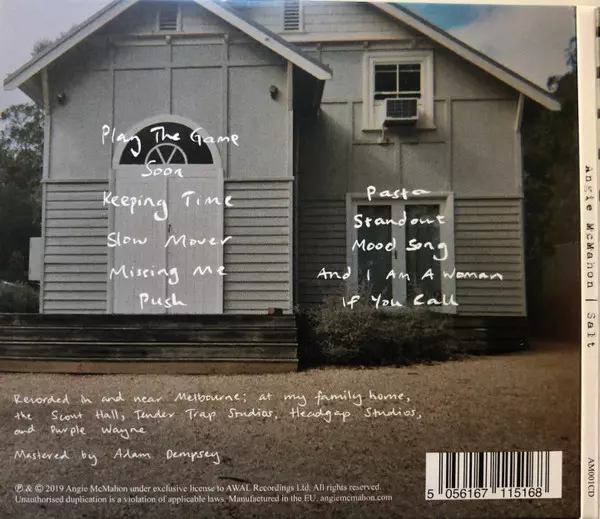 Play The Game
Soon
Keeping Time
Slow Mover
Missing Me
Push
Pasta
Standout
Mood Song
And I Am A Woman
If You Call
Recorded in and near Melbourne; at my family home,
the Scout Hall, Tender Trap Studios, Headgap Studios,
and Purple Wayne
Mastered by Adam Dempsey
℗ & © 2019 Angie McMahon under exclusive license to AWAL Recordings Ltd. All rights reserved.
Unauthorised duplication is a violation of applicable laws. Manufactured in the EU. angiemcmahon.com
5 056167 115168
Angie McMahon | Salt
AM001CD